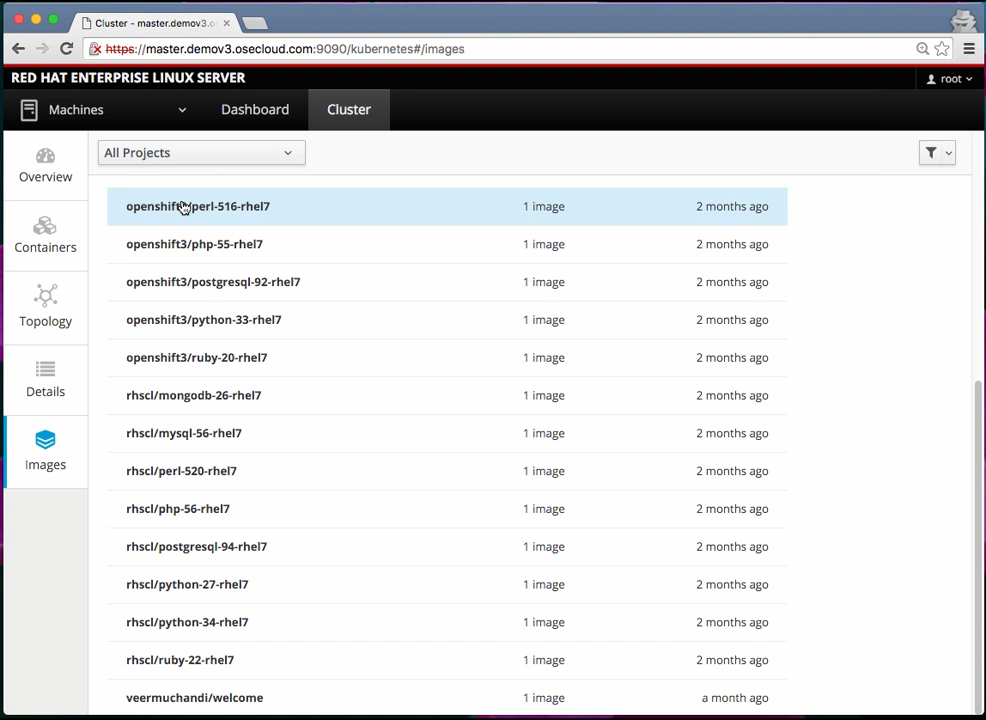 Cluster - master.demov3.os
https://master.demov3.osecloud.com:9090/kubernetes#/images
RED HAT ENTERPRISE LINUX SERVER
root
Machines
Dashboard
Cluster
Overview
Containers
Topology
Details
Images
All Projects
openshift3/perl-516-rhel7 1 image 2 months ago
openshift3/php-55-rhel7 1 image 2 months ago
openshift3/postgresql-92-rhel7 1 image 2 months ago
openshift3/python-33-rhel7 1 image 2 months ago
openshift3/ruby-20-rhel7 1 image 2 months ago
rhscl/mongodb-26-rhel7 1 image 2 months ago
rhscl/mysql-56-rhel7 1 image 2 months ago
rhscl/perl-520-rhel7 1 image 2 months ago
rhscl/php-56-rhel7 1 image 2 months ago
rhscl/postgresql-94-rhel7 1 image 2 months ago
rhscl/python-27-rhel7 1 image 2 months ago
rhscl/python-34-rhel7 1 image 2 months ago
rhscl/ruby-22-rhel7 1 image 2 months ago
veermuchandi/welcome 1 image a month ago